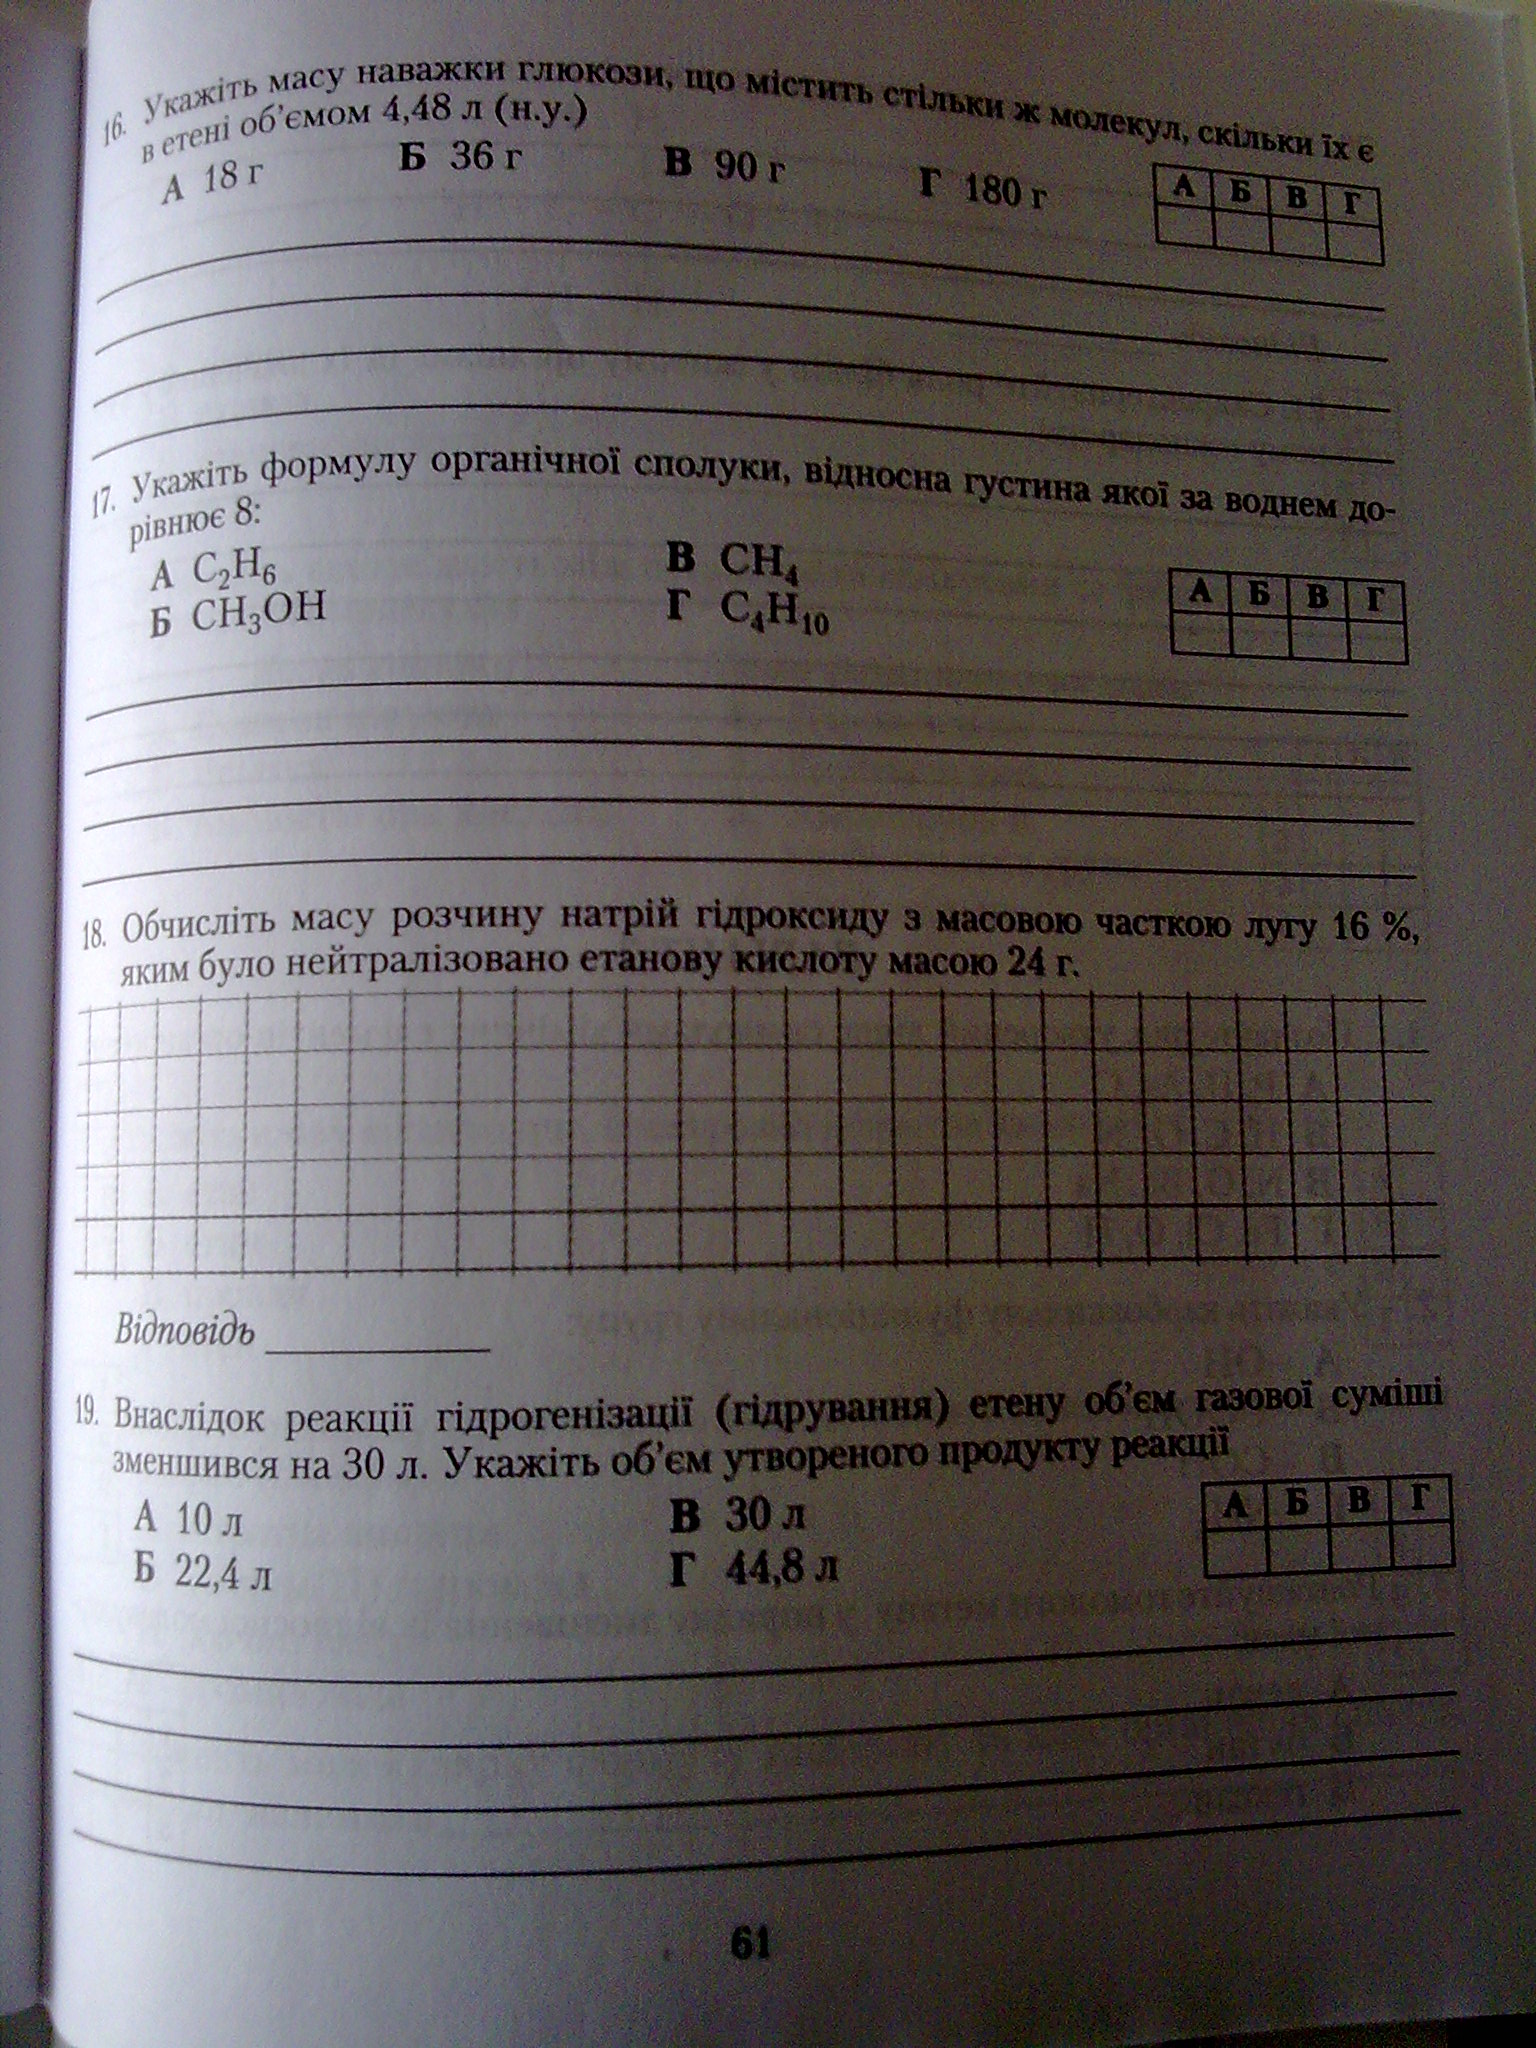 16. Укажіть масу наважки глюкози, що містить стільки ж молекул, скільки їх є
в етені об’ємом 4,48 л (н.у.)
А 18 г Б 36 г В 90 г Г 180 г
А Б В Г
17. Укажіть формулу органічної сполуки, відносна густина якої за воднем до-
рівнює 8:
А C₂H₆ В CH₄
Б CH₃OH Г C₄H₁₀
А Б В Г
18. Обчисліть масу розчину натрій гідроксиду з масовою часткою лугу 16 %,
яким було нейтралізовано етанову кислоту масою 24 г.
Відповідь
19. Внаслідок реакції гідрогенізації (гідрування) етену об’єм газової суміші
зменшився на 30 л. Укажіть об’єм утвореного продукту реакції
А 10 л В 30 л
Б 22,4 л Г 44,8 л
А Б В Г
61